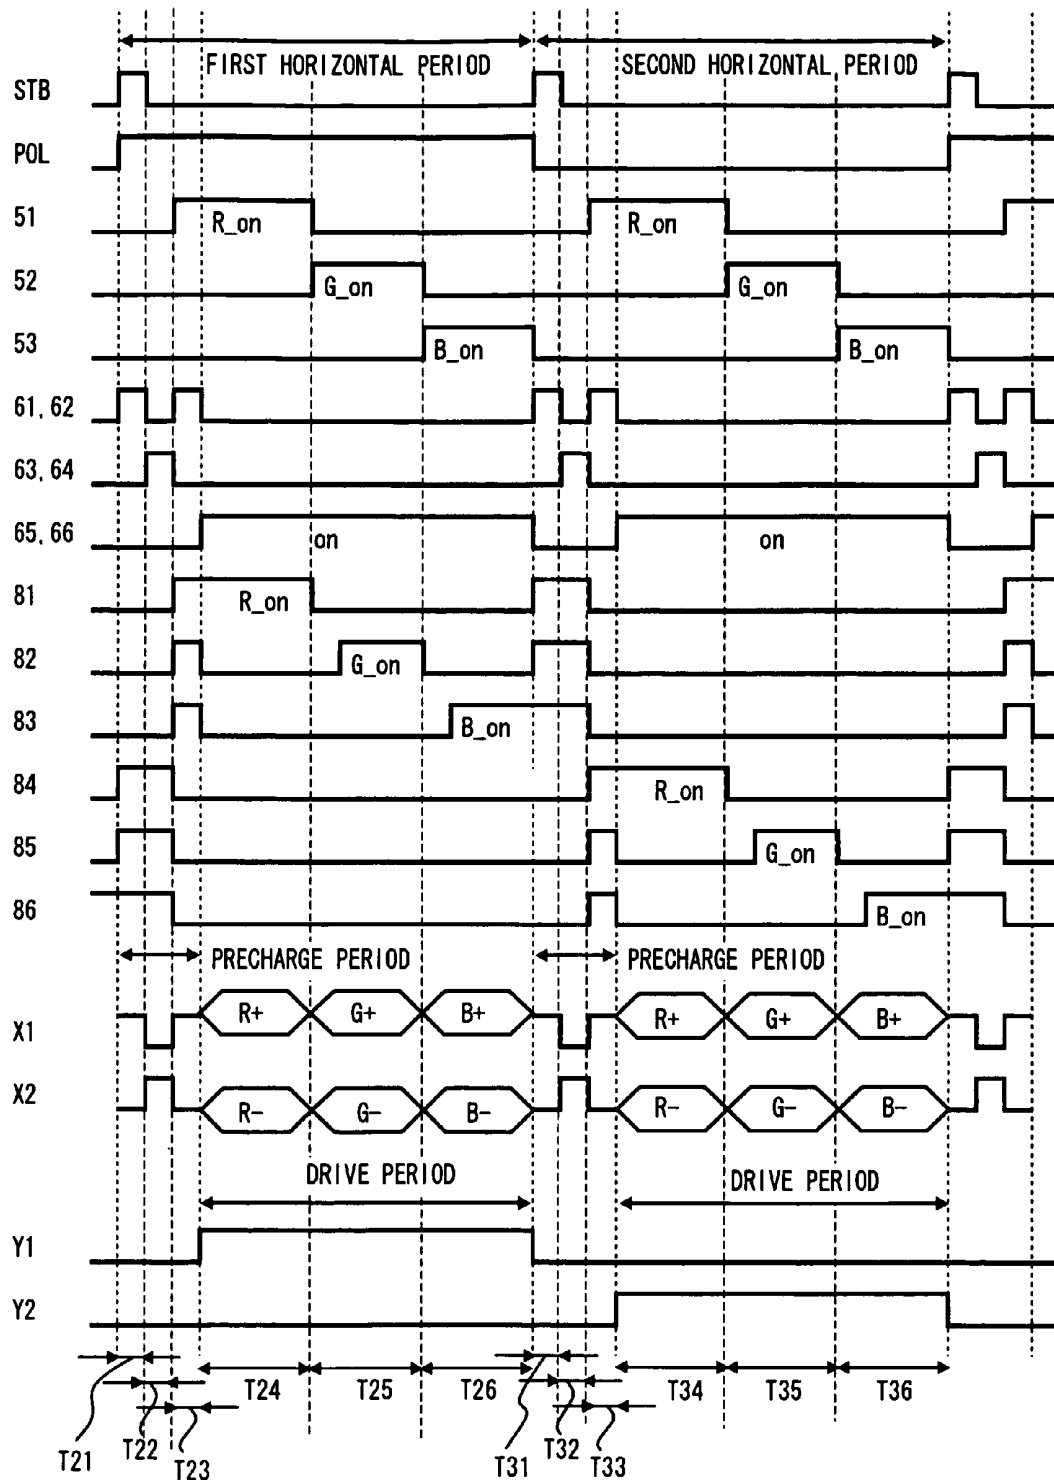 FIRST HORIZONTAL PERIOD SECOND HORIZONTAL PERIOD
STB
POL
51 R_on R_on
52 G_on G_on
53 B_on B_on
61, 62
63, 64
65, 66 on on
81 R_on
82 G_on
83 B_on
84 R_on
85 G_on
86 B_on
PRECHARGE PERIOD PRECHARGE PERIOD
X1 R+ G+ B+ R+ G+ B+
X2 R- G- B- R- G- B-
DRIVE PERIOD DRIVE PERIOD
Y1
Y2
T24 T25 T26 T34 T35 T36
T21 T22 T23 T31 T32 T33